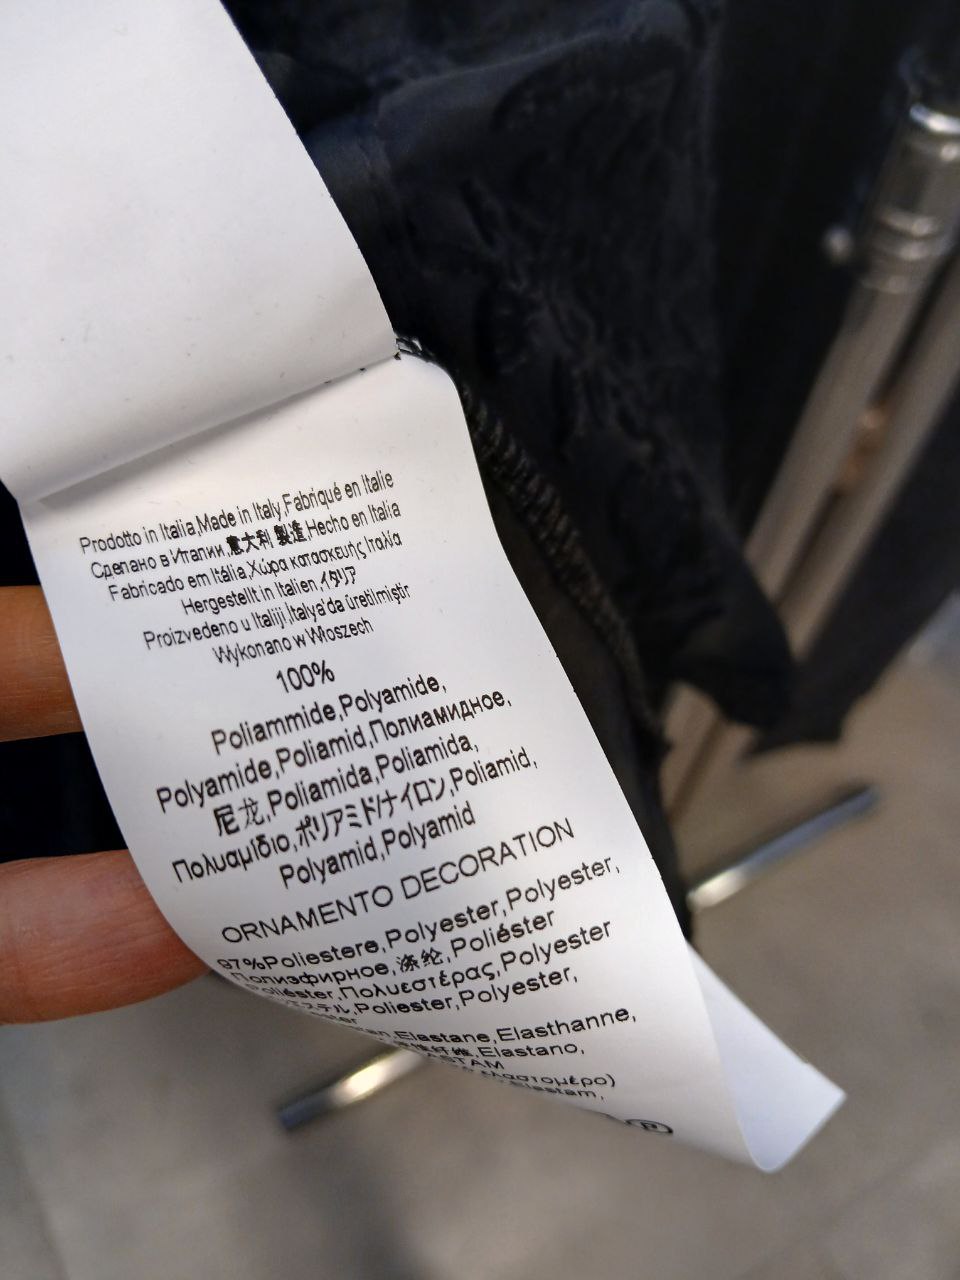 Prodotto in Italia,Made in Italy,Fabriqué en Italie
Сделано в Италии,意大利 製造,Hecho en Italia
Fabricado em Itália,Χώρα κατασκευής Ιταλία
Hergestellt in Italien,イタリア
Proizvedeno u Italiji,İtalya'da üretilmiştir
Wykonano w Włoszech
100%
Poliammide,Polyamide,
Polyamide,Poliamid,Полиамидное,
尼龙,Poliamida,Poliamida,
Πολυαμίδιο,ポリアミド/ナイロン,Poliamid,
Polyamid,Polyamid
ORNAMENTO DECORATION
97%Poliestere,Polyester,Polyester,
Полиэфирное,涤纶,Poliéster
Poliéster,Πολυεστέρας,Polyester
Poliester,Polyester,
Elastane,Elasthanne,
Elastano,
Elastam,
P